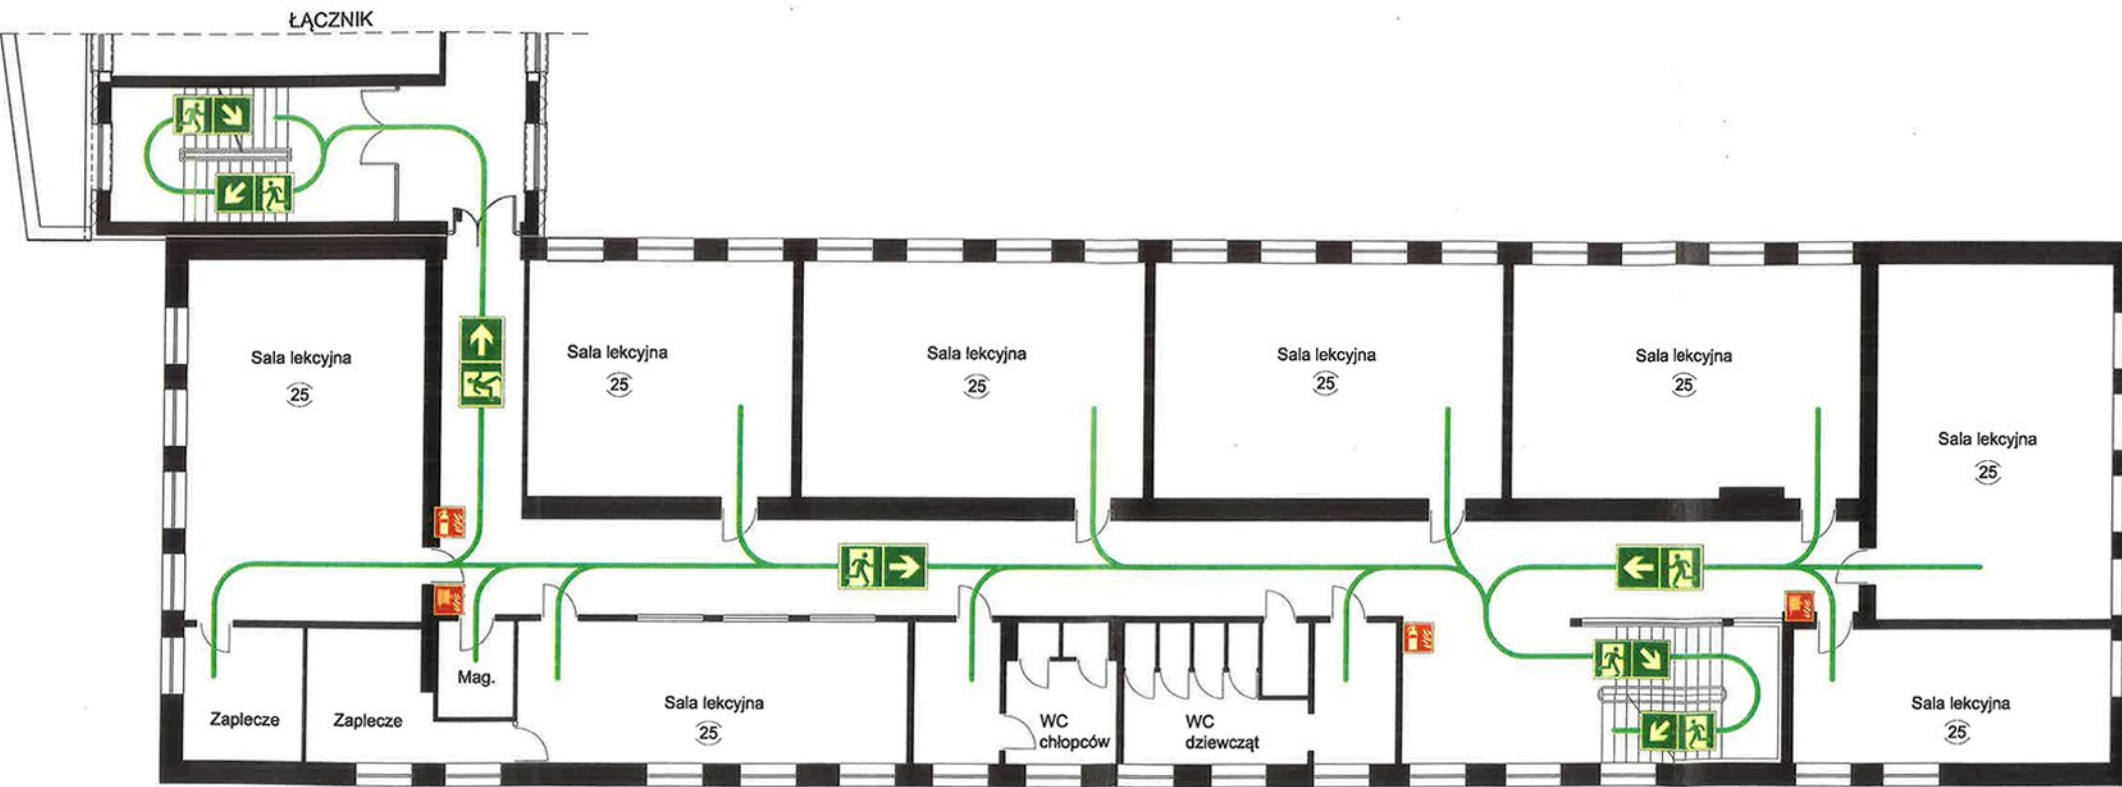 ŁĄCZNIK
Sala lekcyjna
25
Sala lekcyjna
25
Sala lekcyjna
25
Sala lekcyjna
25
Sala lekcyjna
25
Sala lekcyjna
25
Zaplecze
Zaplecze
Mag.
Sala lekcyjna
25
WC
chłopców
WC
dziewcząt
Sala lekcyjna
25